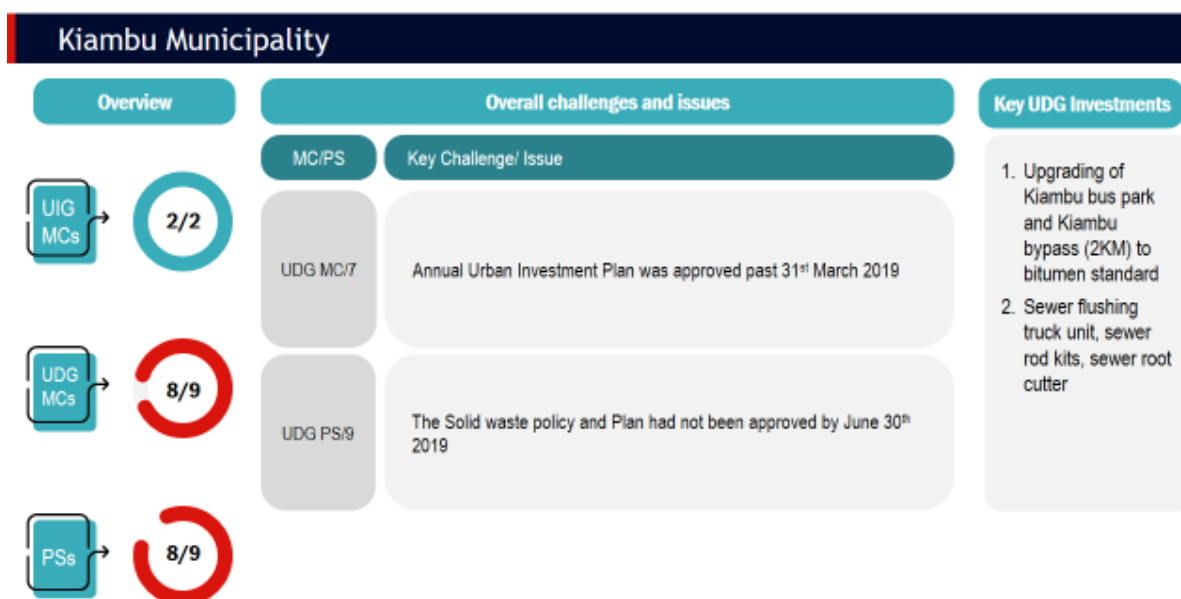 Kiambu Municipality
Overview
UIG
MCs
2/2
UDG
MCs
8/9
PSs
8/9
Overall challenges and issues
MC/PS
Key Challenge/ Issue
UDG MC/7
Annual Urban Investment Plan was approved past 31st March 2019
UDG PS/9
The Solid waste policy and Plan had not been approved by June 30th
2019
Key UDG Investments
1. Upgrading of
Kiambu bus park
and Kiambu
bypass (2KM) to
bitumen standard
2. Sewer flushing
truck unit, sewer
rod kits, sewer root
cutter